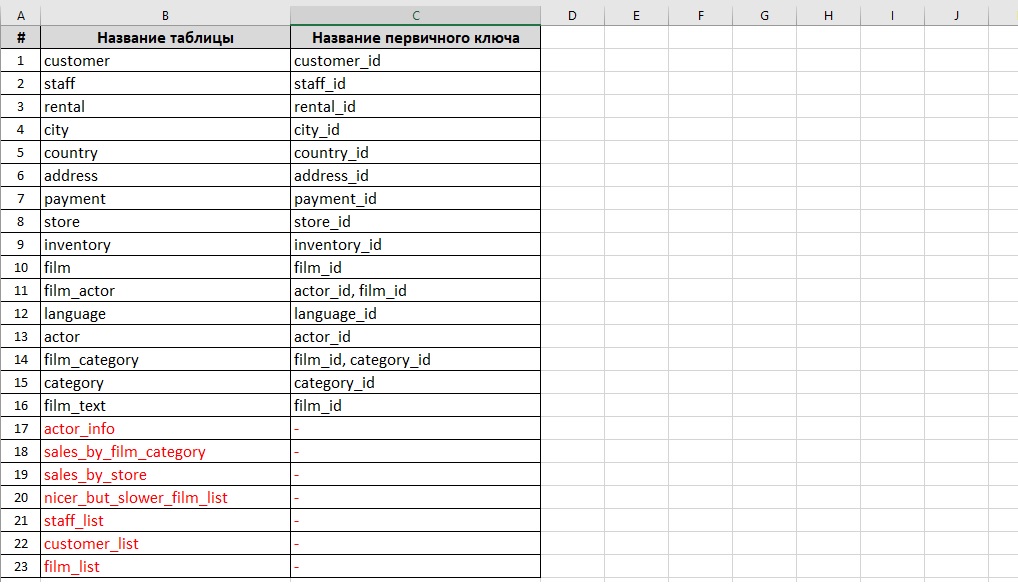 A B C D E F G H I J
# Название таблицы Название первичного ключа
1 customer customer_id
2 staff staff_id
3 rental rental_id
4 city city_id
5 country country_id
6 address address_id
7 payment payment_id
8 store store_id
9 inventory inventory_id
10 film film_id
11 film_actor actor_id, film_id
12 language language_id
13 actor actor_id
14 film_category film_id, category_id
15 category category_id
16 film_text film_id
17 actor_info -
18 sales_by_film_category -
19 sales_by_store -
20 nicer_but_slower_film_list -
21 staff_list -
22 customer_list -
23 film_list -